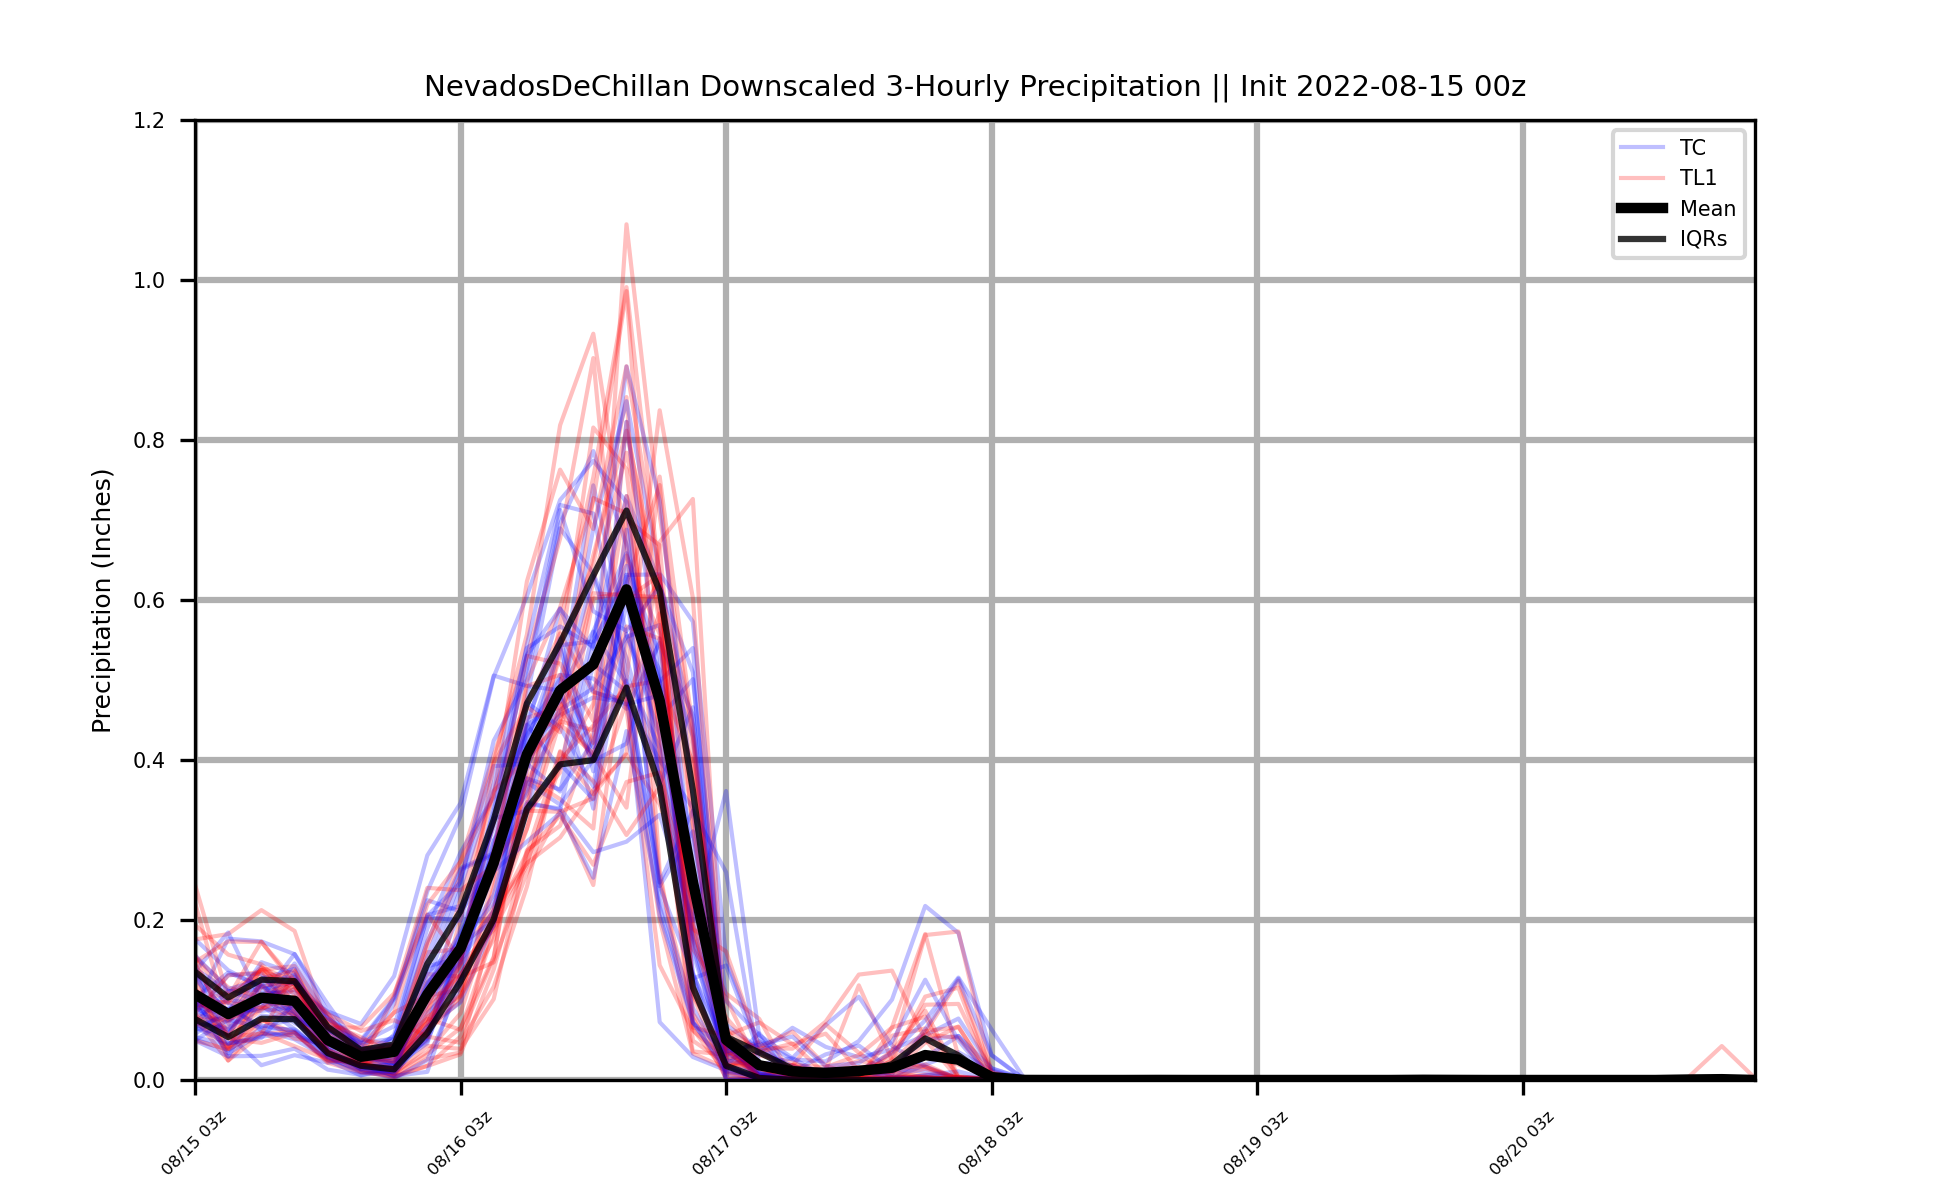 NevadosDeChillan Downscaled 3-Hourly Precipitation || Init 2022-08-15 00z
1.2
1.0
0.8
0.6
0.4
0.2
0.0
Precipitation (Inches)
TC
TL1
Mean
IQRs
08/15 03z
08/16 03z
08/17 03z
08/18 03z
08/19 03z
08/20 03z